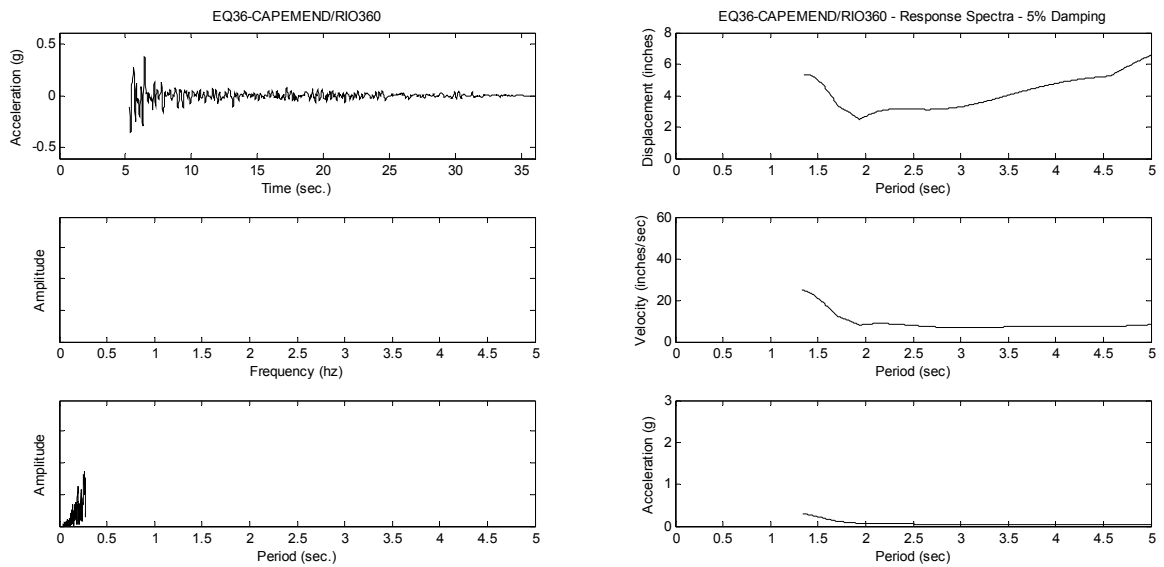 EQ36-CAPEMEND/RIO360
0.5
0
-0.5
Acceleration (g)
0 5 10 15 20 25 30 35
Time (sec.)
Amplitude
0 0.5 1 1.5 2 2.5 3 3.5 4 4.5 5
Frequency (hz)
Amplitude
0 0.5 1 1.5 2 2.5 3 3.5 4 4.5 5
Period (sec.)
EQ36-CAPEMEND/RIO360 - Response Spectra - 5% Damping
8
6
4
2
0
Displacement (inches)
0 0.5 1 1.5 2 2.5 3 3.5 4 4.5 5
Period (sec)
60
40
20
0
Velocity (inches/sec)
0 0.5 1 1.5 2 2.5 3 3.5 4 4.5 5
Period (sec)
3
2
1
0
Acceleration (g)
0 0.5 1 1.5 2 2.5 3 3.5 4 4.5 5
Period (sec)